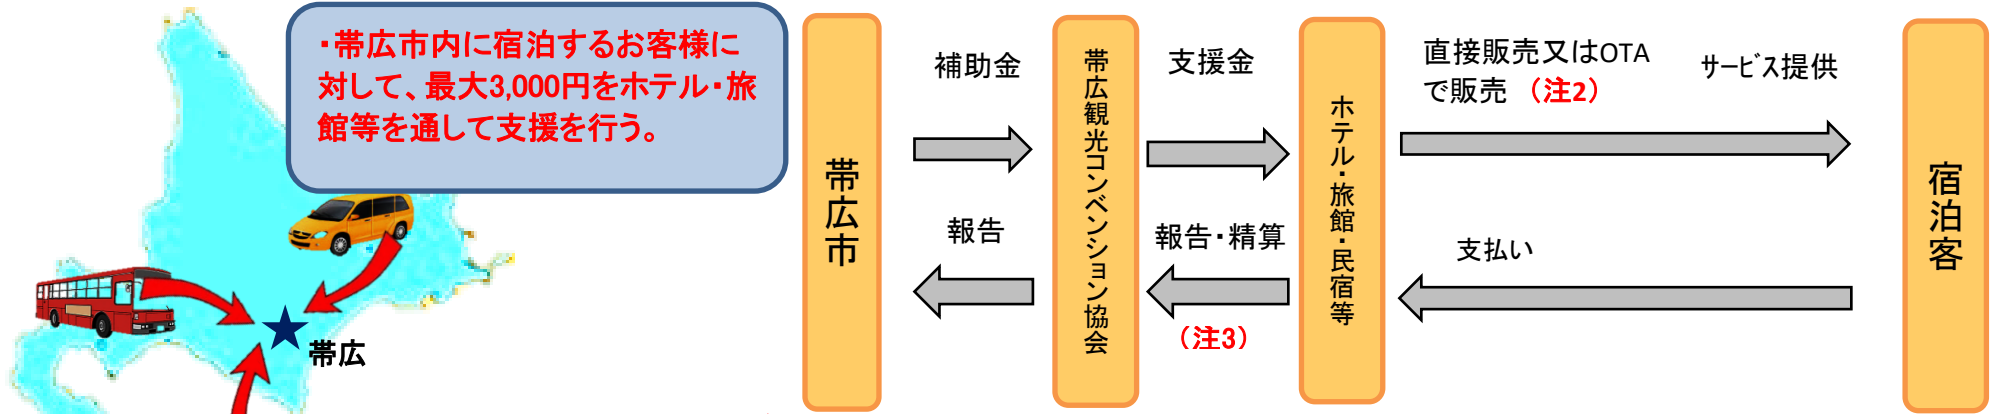 ・帯広市内に宿泊するお客様に
対して、最大3,000円をホテル・旅
館等を通して支援を行う。
帯広
帯広市
補助金
報告
帯広観光コンベンション協会
支援金
報告・精算
（注3）
ホテル・旅館・民宿等
直接販売又はOTA
で販売 （注2）
サービス提供
支払い
宿泊客